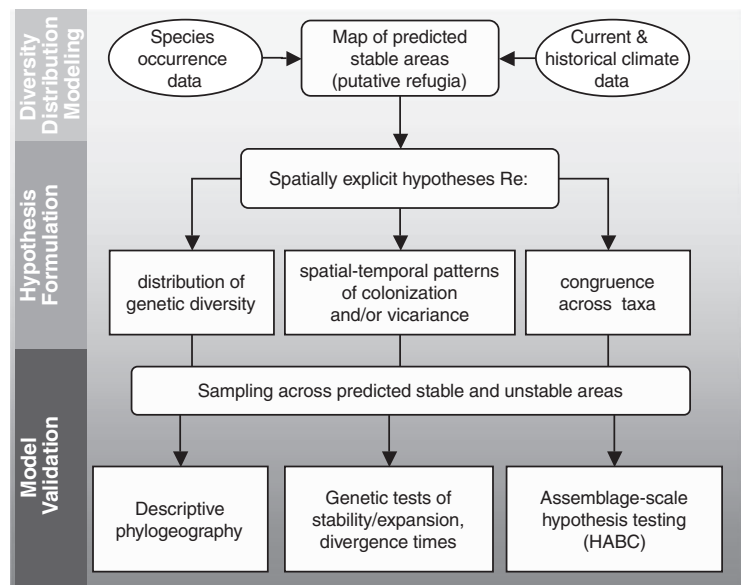 Diversity
Distribution
Modeling
Species
occurrence
data
Map of predicted
stable areas
(putative refugia)
Current &
historical climate
data
Hypothesis
Formulation
Spatially explicit hypotheses Re:
distribution of
genetic diversity
spatial-temporal patterns
of colonization
and/or vicariance
congruence
across taxa
Model
Validation
Sampling across predicted stable and unstable areas
Descriptive
phylogeography
Genetic tests of
stability/expansion,
divergence times
Assemblage-scale
hypothesis testing
(HABC)